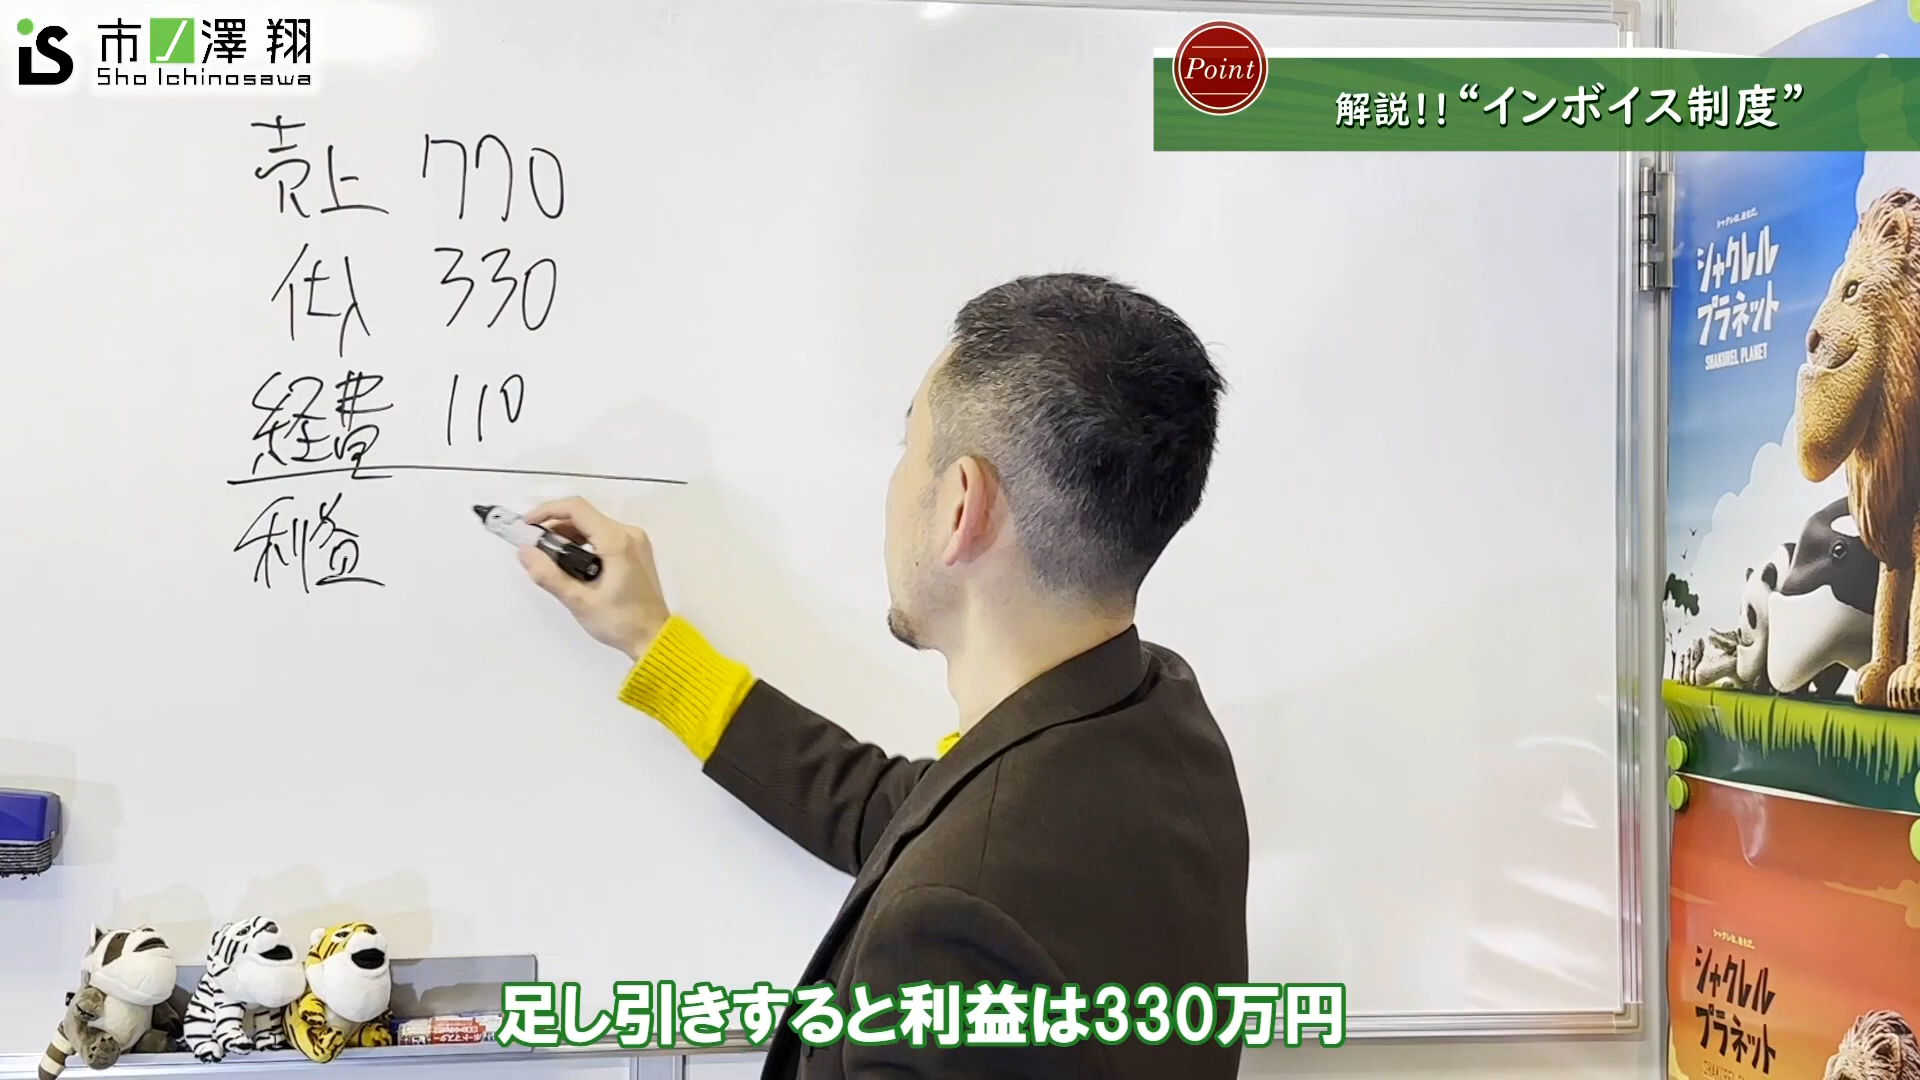 iS 市ノ澤 翔
Sho Ichinosawa
Point
解説!!“インボイス制度”
売上 770
仕入 330
経費 110
利益
シャクレル
プラネット
SHAKUREL PLANET
シャクレル
プラネット
SHAKUREL PLANET
足し引きすると利益は330万円